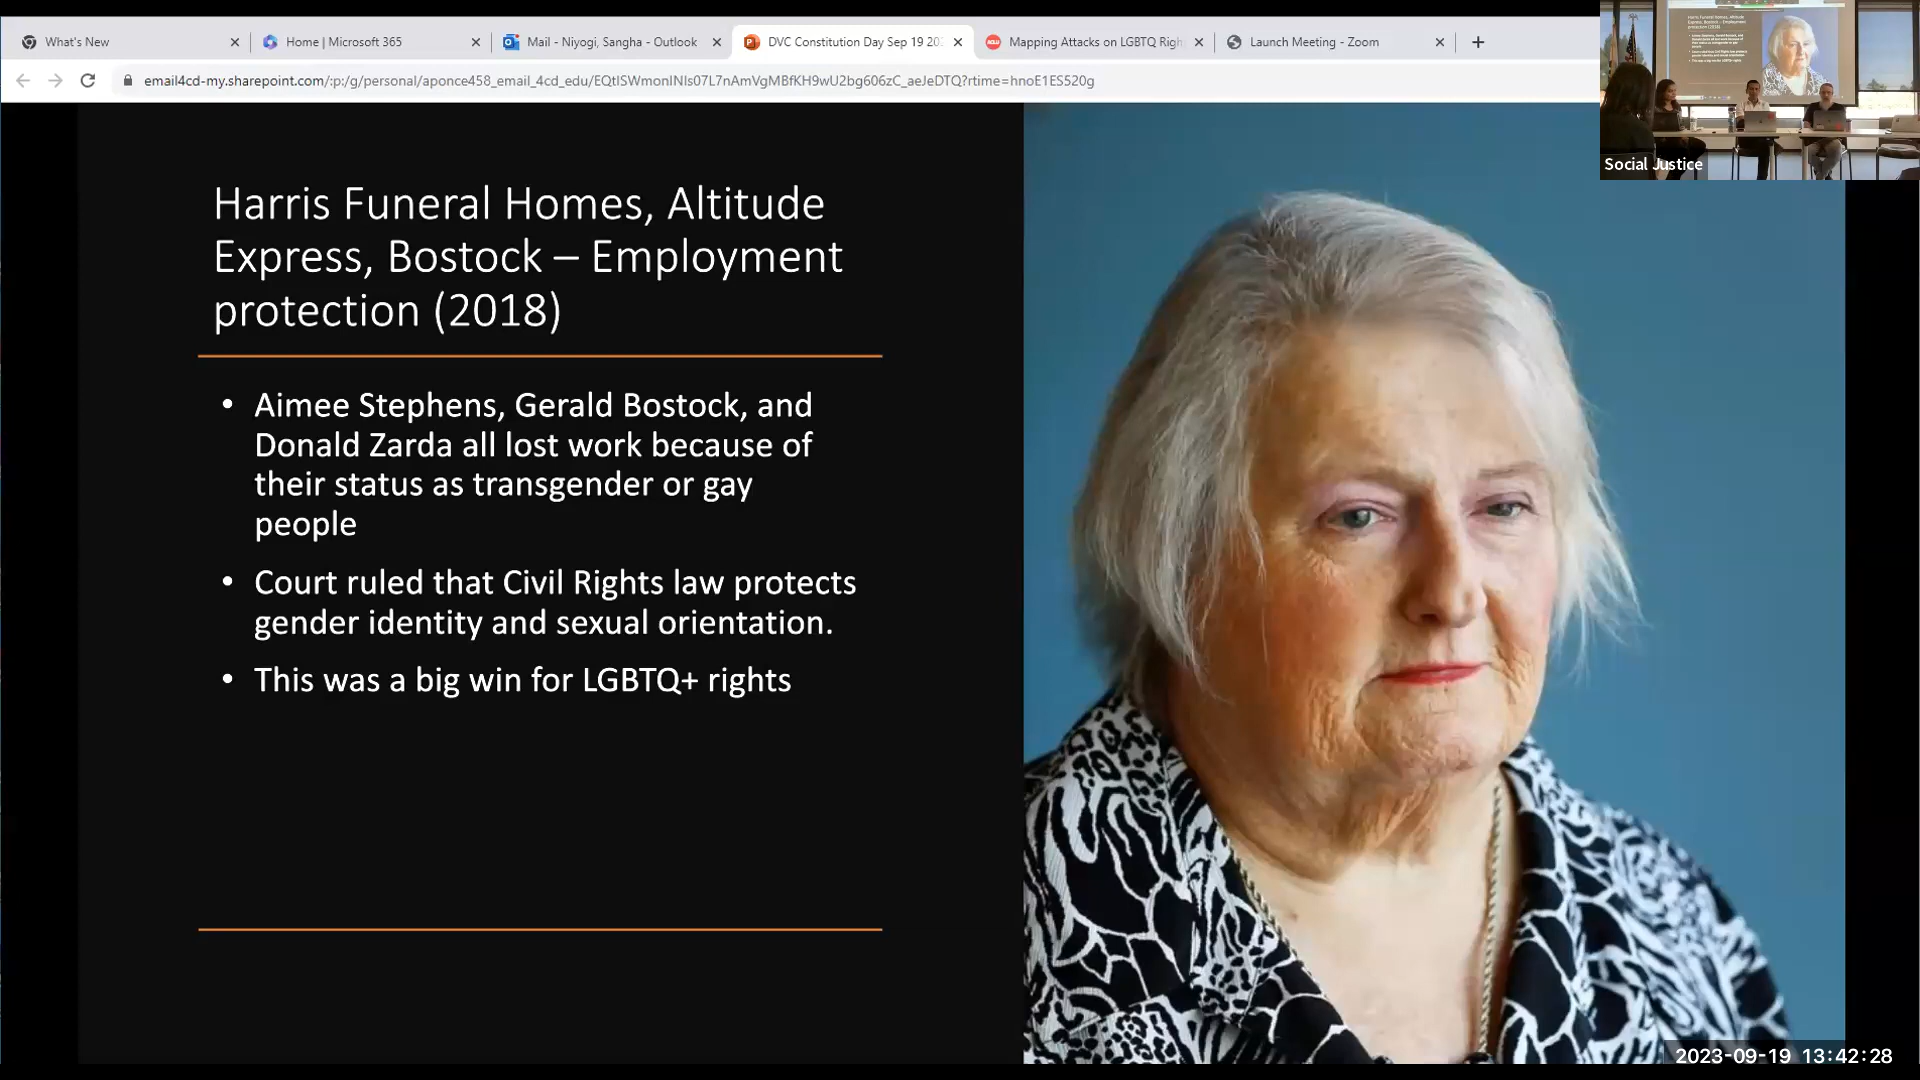 What's New
Home | Microsoft 365
Mail - Niyogi, Sangha - Outlook
DVC Constitution Day Sep 19 202
Mapping Attacks on LGBTQ Righ
Launch Meeting - Zoom
email4cd-my.sharepoint.com/:p:/g/personal/aponce458_email_4cd_edu/EQtISWmonINIs07L7nAmVgMBfKH9wU2bg606zC_aeJeDTQ?rtime=hnoE1ES520g
Social Justice
Harris Funeral Homes, Altitude
Express, Bostock – Employment
protection (2018)
• Aimee Stephens, Gerald Bostock, and
Donald Zarda all lost work because of
their status as transgender or gay
people
• Court ruled that Civil Rights law protects
gender identity and sexual orientation.
• This was a big win for LGBTQ+ rights
2023-09-19 13:42:28